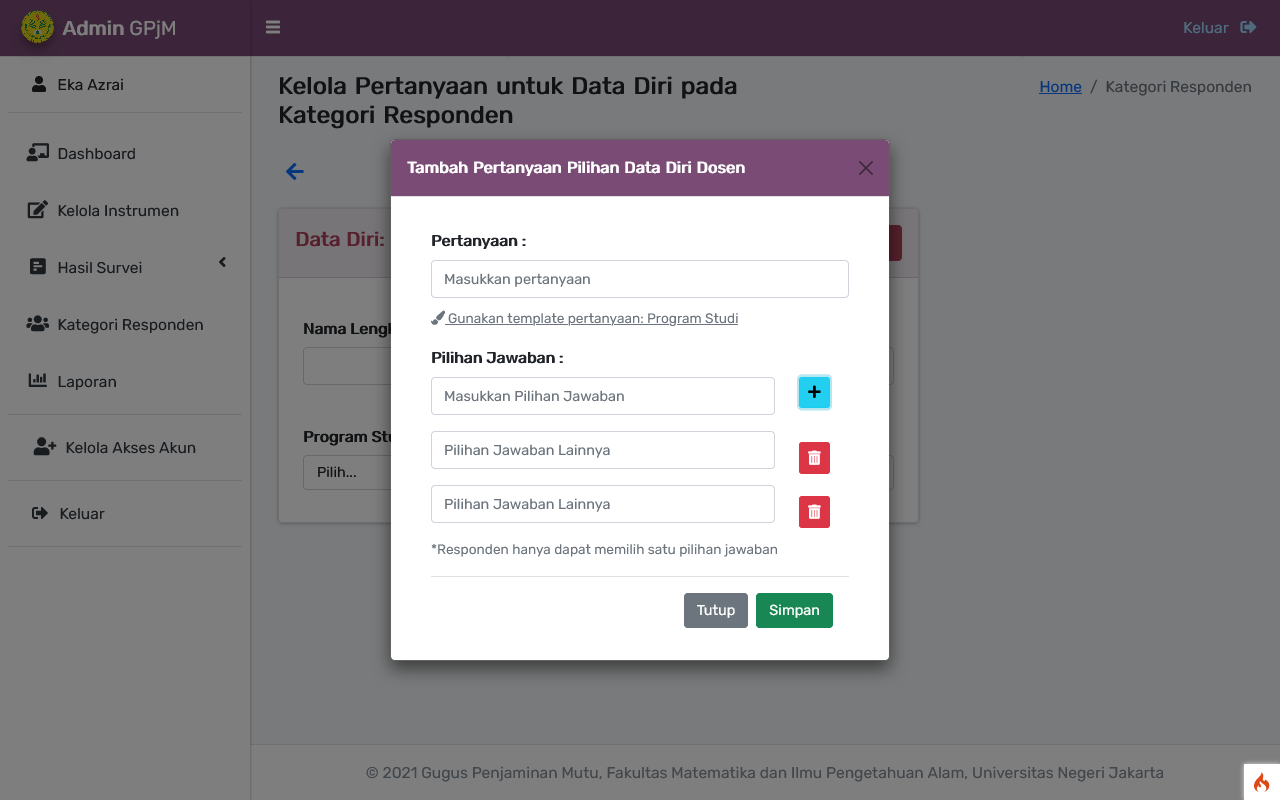 Admin GPjM
Keluar
Eka Azrai
Dashboard
Kelola Instrumen
Hasil Survei
Kategori Responden
Laporan
Kelola Akses Akun
Keluar
Kelola Pertanyaan untuk Data Diri pada
Kategori Responden
Home / Kategori Responden
Data Diri:
Nama
Program
Pilih...
Tambah Pertanyaan Pilihan Data Diri Dosen
Pertanyaan :
Masukkan pertanyaan
Gunakan template pertanyaan: Program Studi
Pilihan Jawaban :
Masukkan Pilihan Jawaban
Pilihan Jawaban Lainnya
Pilihan Jawaban Lainnya
*Responden hanya dapat memilih satu pilihan jawaban
Tutup
Simpan
© 2021 Gugus Penjaminan Mutu, Fakultas Matematika dan Ilmu Pengetahuan Alam, Universitas Negeri Jakarta